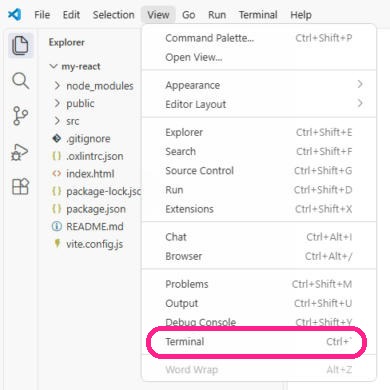 File Edit Selection View Go Run Terminal Help
Explorer
my-react
node_modules
public
src
.gitignore
.oxlintrc.json
index.html
package-lock.jsc
package.json
README.md
vite.config.js
Command Palette... Ctrl+Shift+P
Open View...
Appearance
Editor Layout
Explorer Ctrl+Shift+E
Search Ctrl+Shift+F
Source Control Ctrl+Shift+G
Run Ctrl+Shift+D
Extensions Ctrl+Shift+X
Chat Ctrl+Alt+I
Browser Ctrl+Alt+/
Problems Ctrl+Shift+M
Output Ctrl+Shift+U
Debug Console Ctrl+Shift+Y
Terminal Ctrl+`
Word Wrap Alt+Z